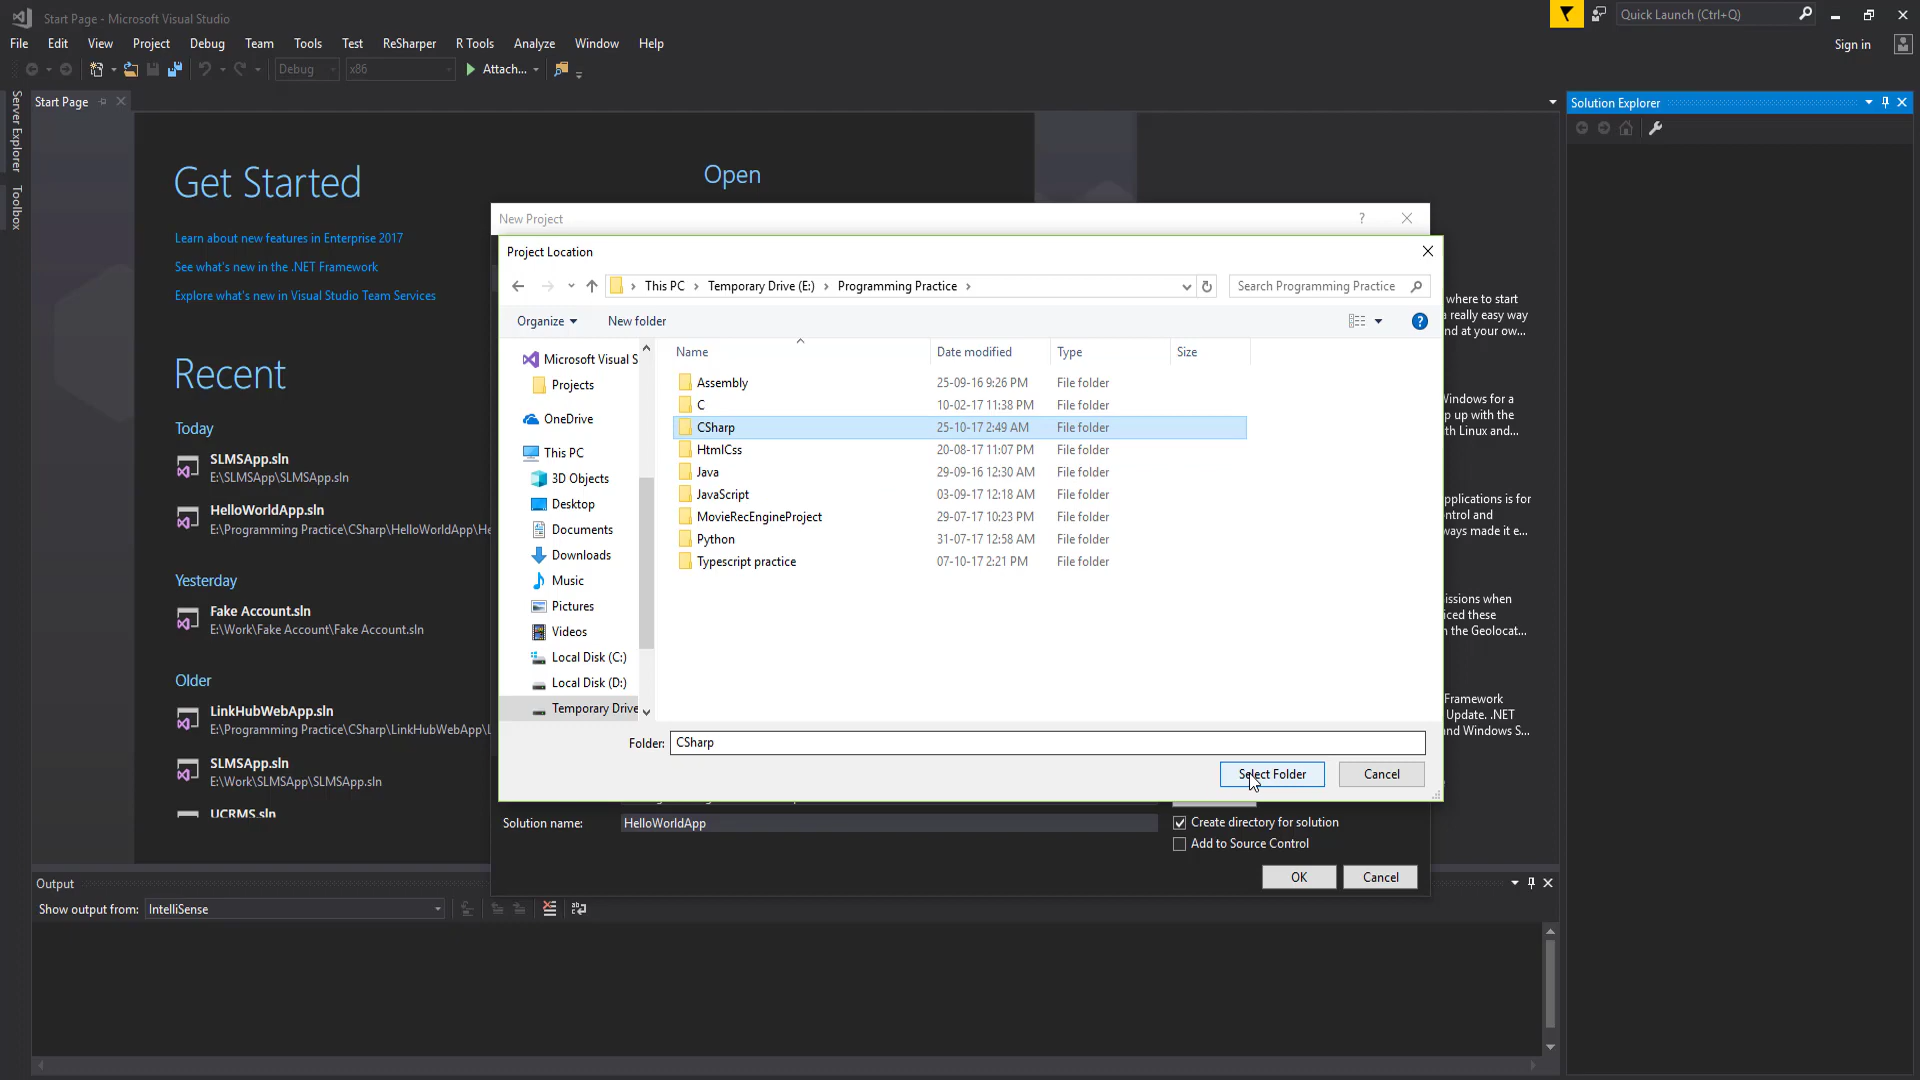 Start Page - Microsoft Visual Studio
Quick Launch (Ctrl+Q)
File Edit View Project Debug Team Tools Test ReSharper R Tools Analyze Window Help
Sign in
Debug x86 Attach...
Server Explorer
Toolbox
Start Page
Solution Explorer
Get Started
Learn about new features in Enterprise 2017
See what's new in the .NET Framework
Explore what's new in Visual Studio Team Services
Recent
Today
SLMSApp.sln
E:\SLMSApp\SLMSApp.sln
HelloWorldApp.sln
E:\Programming Practice\CSharp\HelloWorldApp\He
Yesterday
Fake Account.sln
E:\Work\Fake Account\Fake Account.sln
Older
LinkHubWebApp.sln
E:\Programming Practice\CSharp\LinkHubWebApp\L
SLMSApp.sln
E:\Work\SLMSApp\SLMSApp.sln
UCRMS.sln
Open
New Project
?
Project Location
This PC > Temporary Drive (E:) > Programming Practice >
Search Programming Practice
Organize New folder
?
Microsoft Visual S
Projects
OneDrive
This PC
3D Objects
Desktop
Documents
Downloads
Music
Pictures
Videos
Local Disk (C:)
Local Disk (D:)
Temporary Drive
Name Date modified Type Size
Assembly 25-09-16 9:26 PM File folder
C 10-02-17 11:38 PM File folder
CSharp 25-10-17 2:49 AM File folder
HtmlCss 20-08-17 11:07 PM File folder
Java 29-09-16 12:30 AM File folder
JavaScript 03-09-17 12:18 AM File folder
MovieRecEngineProject 29-07-17 10:23 PM File folder
Python 31-07-17 12:58 AM File folder
Typescript practice 07-10-17 2:21 PM File folder
Folder: CSharp
Select Folder Cancel
Solution name: HelloWorldApp
Create directory for solution
Add to Source Control
OK Cancel
where to start
a really easy way
nd at your ow...
Windows for a
p up with the
th Linux and...
pplications is for
ntrol and
ways made it e...
issions when
iced these
n the Geolocat...
Framework
Update. .NET
nd Windows S...
Output
Show output from: IntelliSense